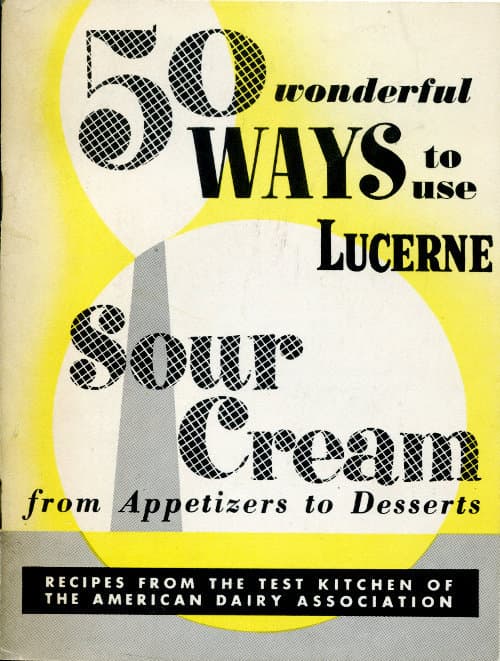 50 wonderful
WAYS to use
LUCERNE
Sour
Cream
from Appetizers to Desserts
RECIPES FROM THE TEST KITCHEN OF
THE AMERICAN DAIRY ASSOCIATION